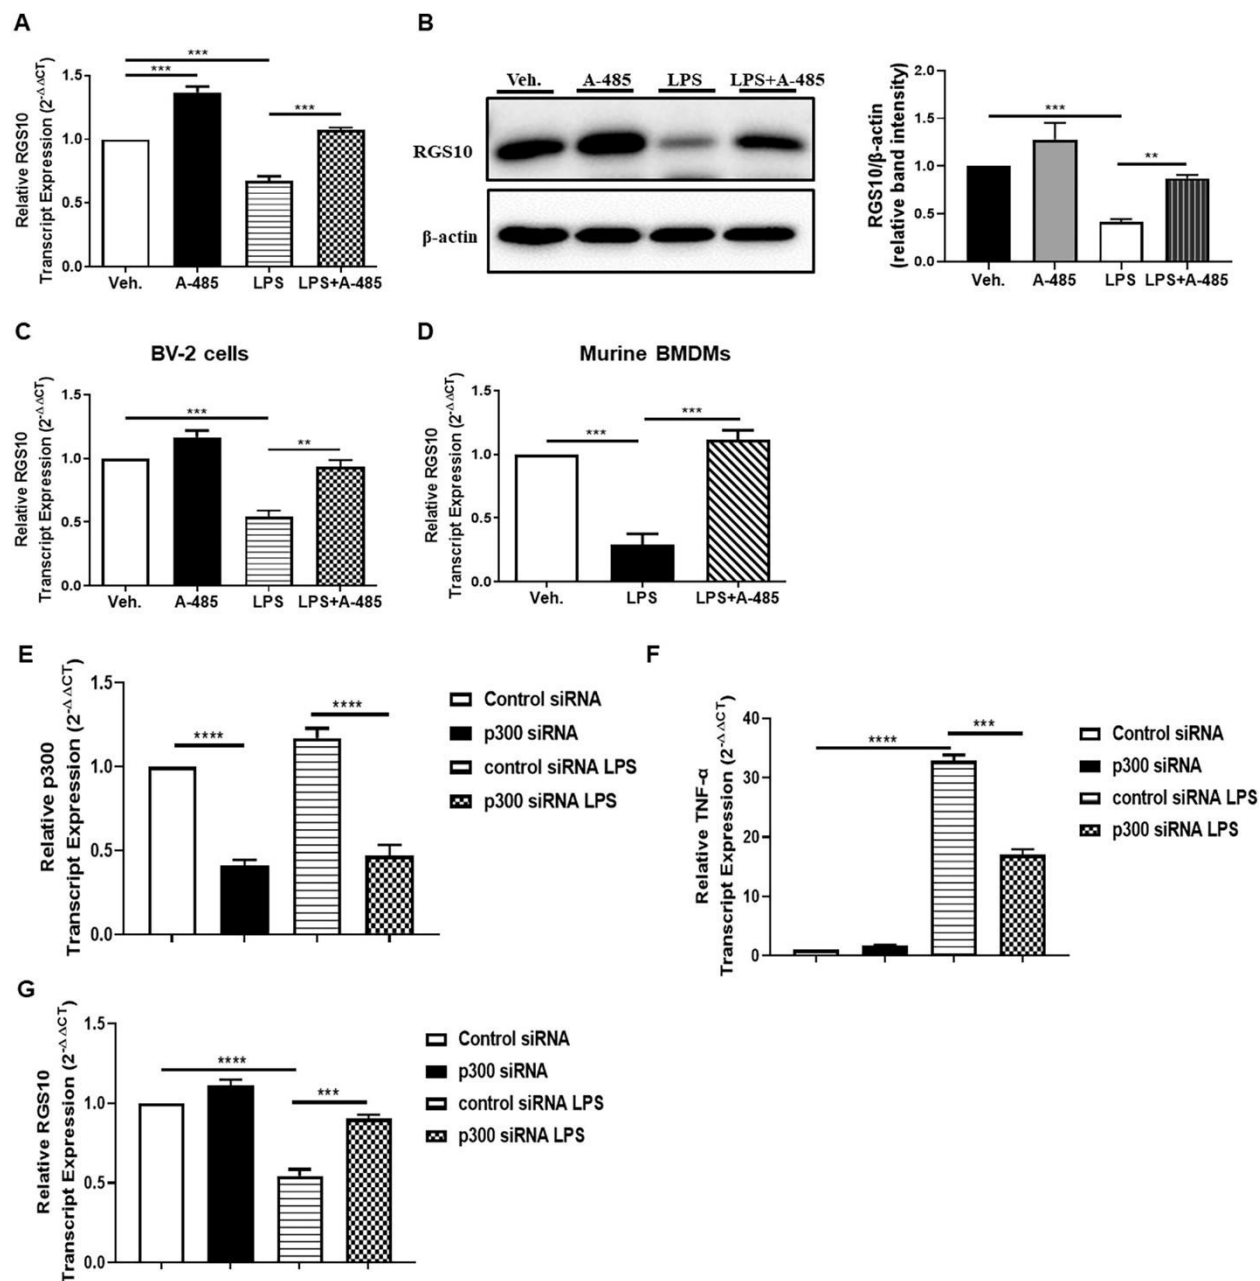 A
Relative RGS10
Transcript Expression (2-ΔΔCT)
1.5
1.0
0.5
0.0
***
***
***
Veh. A-485 LPS LPS+A-485
B
Veh. A-485 LPS LPS+A-485
RGS10
β-actin
RGS10/β-actin
(relative band intensity)
2.0
1.5
1.0
0.5
0.0
***
**
Veh. A-485 LPS LPS+A-485
C
BV-2 cells
Relative RGS10
Transcript Expression (2-ΔΔCT)
1.5
1.0
0.5
0.0
***
**
Veh. A-485 LPS LPS+A-485
D
Murine BMDMs
Relative RGS10
Transcript Expression (2-ΔΔCT)
1.5
1.0
0.5
0.0
***
***
Veh. LPS LPS+A-485
E
Relative p300
Transcript Expression (2-ΔΔCT)
1.5
1.0
0.5
0.0
****
****
Control siRNA
p300 siRNA
control siRNA LPS
p300 siRNA LPS
F
Relative TNF-α
Transcript Expression (2-ΔΔCT)
40
30
20
10
0
****
***
Control siRNA
p300 siRNA
control siRNA LPS
p300 siRNA LPS
G
Relative RGS10
Transcript Expression (2-ΔΔCT)
1.5
1.0
0.5
0.0
****
***
Control siRNA
p300 siRNA
control siRNA LPS
p300 siRNA LPS